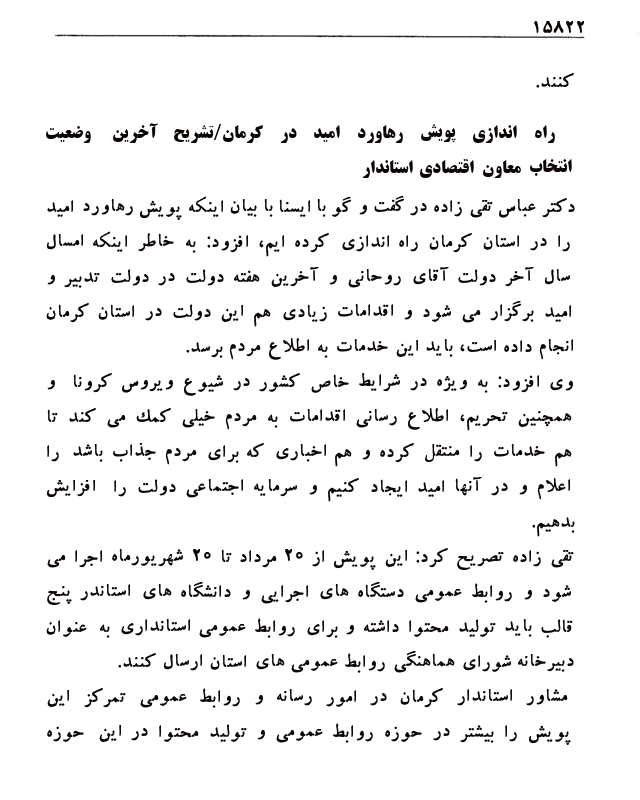 ۱۵۸۲۲
کنند.
راه اندازی پویش رهاورد امید در کرمان/تشریح آخرین وضعیت
انتخاب معاون اقتصادی استاندار
دکتر عباس تقی زاده در گفت و گو با ایسنا با بیان اینکه پویش رهاورد امید
را در استان کرمان راه اندازی کرده ایم، افزود: به خاطر اینکه امسال
سال آخر دولت آقای روحانی و آخرین هفته دولت در دولت تدبیر و
امید برگزار می شود و اقدامات زیادی هم این دولت در استان کرمان
انجام داده است، باید این خدمات به اطلاع مردم برسد.
وی افزود: به ویژه در شرایط خاص کشور در شیوع ویروس کرونا و
همچنین تحریم، اطلاع رسانی اقدامات به مردم خیلی کمك می کند تا
هم خدمات را منتقل کرده و هم اخباری که برای مردم جذاب باشد را
اعلام و در آنها امید ایجاد کنیم و سرمایه اجتماعی دولت را افزایش
بدهیم.
تقی زاده تصریح کرد: این پویش از ۲۵ مرداد تا ۲۵ شهریورماه اجرا می
شود و روابط عمومی دستگاه های اجرایی و دانشگاه های استاندر پنج
قالب باید تولید محتوا داشته و برای روابط عمومی استانداری به عنوان
دبیرخانه شورای هماهنگی روابط عمومی های استان ارسال کنند.
مشاور استاندار کرمان در امور رسانه و روابط عمومی تمرکز این
پویش را بیشتر در حوزه روابط عمومی و تولید محتوا در این حوزه